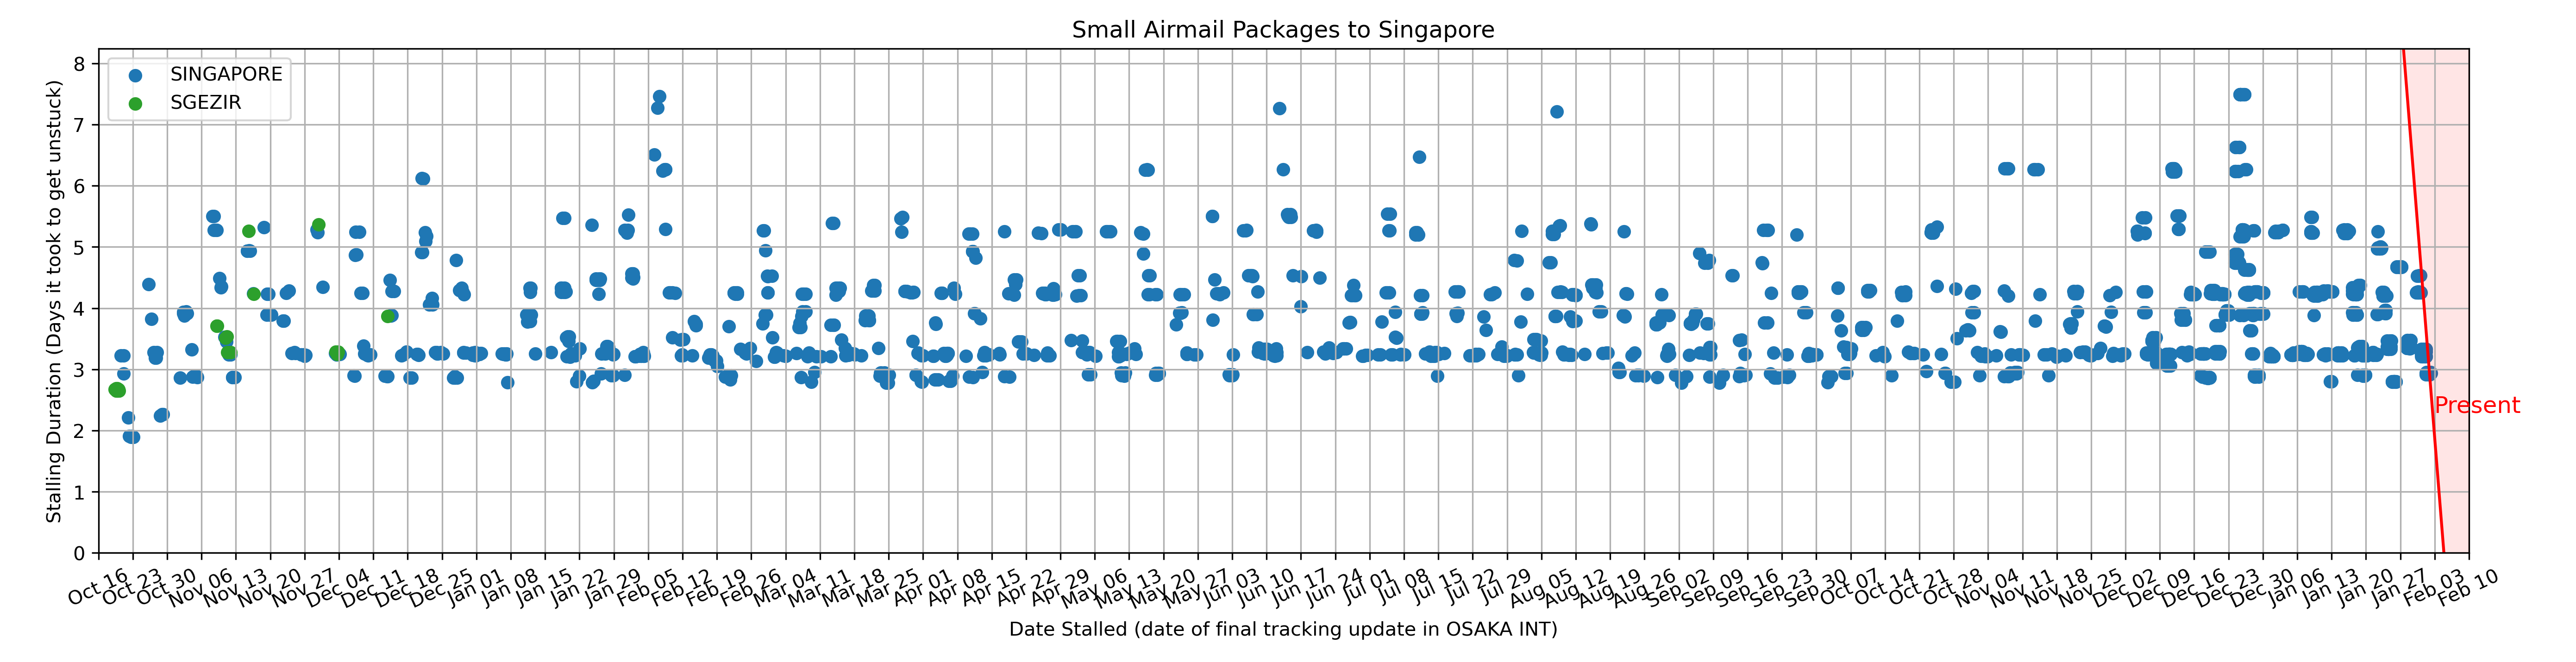 Small Airmail Packages to Singapore
SINGAPORE
SGEZIR
Stalling Duration (Days it took to get unstuck)
8
7
6
5
4
3
2
1
0
Present
Oct 16
Oct 23
Oct 30
Nov 06
Nov 13
Nov 20
Nov 27
Dec 04
Dec 11
Dec 18
Dec 25
Jan 01
Jan 08
Jan 15
Jan 22
Jan 29
Feb 05
Feb 12
Feb 19
Feb 26
Mar 04
Mar 11
Mar 18
Mar 25
Apr 01
Apr 08
Apr 15
Apr 22
Apr 29
May 06
May 13
May 20
May 27
Jun 03
Jun 10
Jun 17
Jun 24
Jul 01
Jul 08
Jul 15
Jul 22
Jul 29
Aug 05
Aug 12
Aug 19
Aug 26
Sep 02
Sep 09
Sep 16
Sep 23
Sep 30
Oct 07
Oct 14
Oct 21
Oct 28
Nov 04
Nov 11
Nov 18
Nov 25
Dec 02
Dec 09
Dec 16
Dec 23
Dec 30
Jan 06
Jan 13
Jan 20
Jan 27
Feb 03
Feb 10
Date Stalled (date of final tracking update in OSAKA INT)